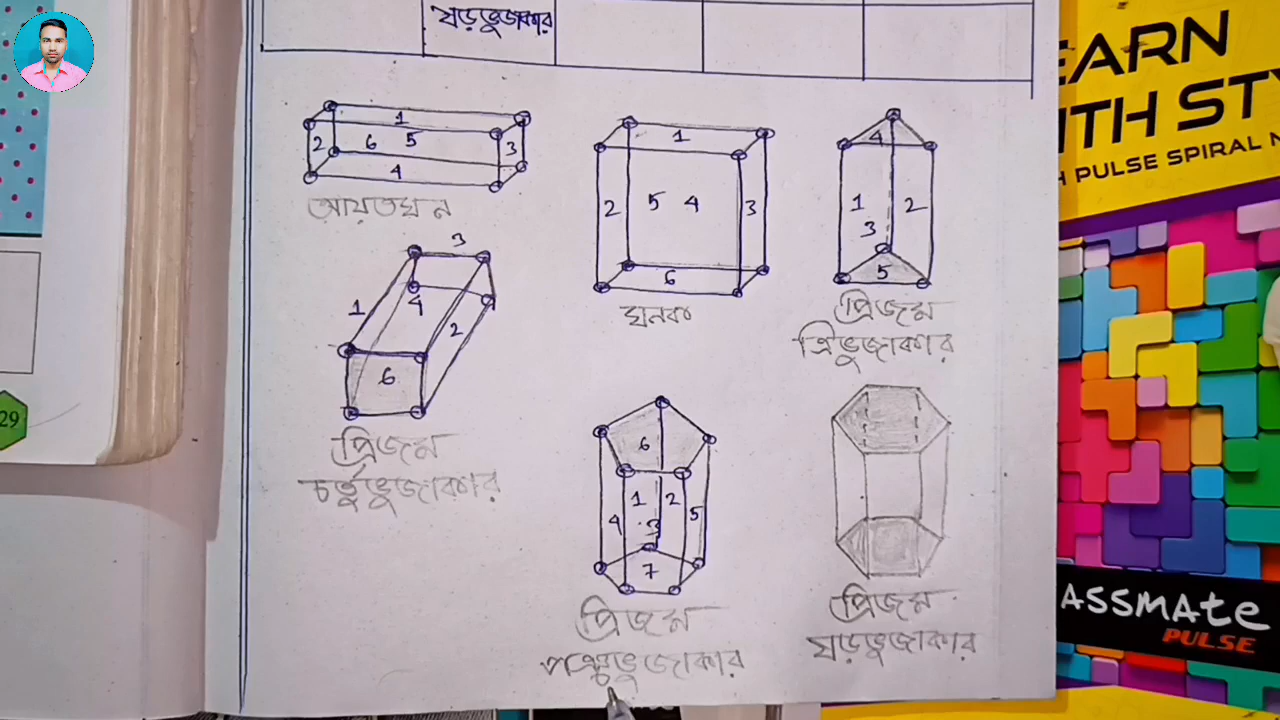 ষড়ভুজাকার
EARN
ITH STY
H PULSE SPIRAL N
1
2 6 5 3
4
আয়তঘন
1
2 5 4 3
6
ঘনক
4
1 2
3
5
প্রিজম
ত্রিভুজাকার
3
1 4 2
6
প্রিজম
চর্তুভুজাকার
6
1 2
4 3 5
7
প্রিজম
পঞ্চভুজাকার
প্রিজম
ষড়ভুজাকার
29
ASSMATE
PULSE